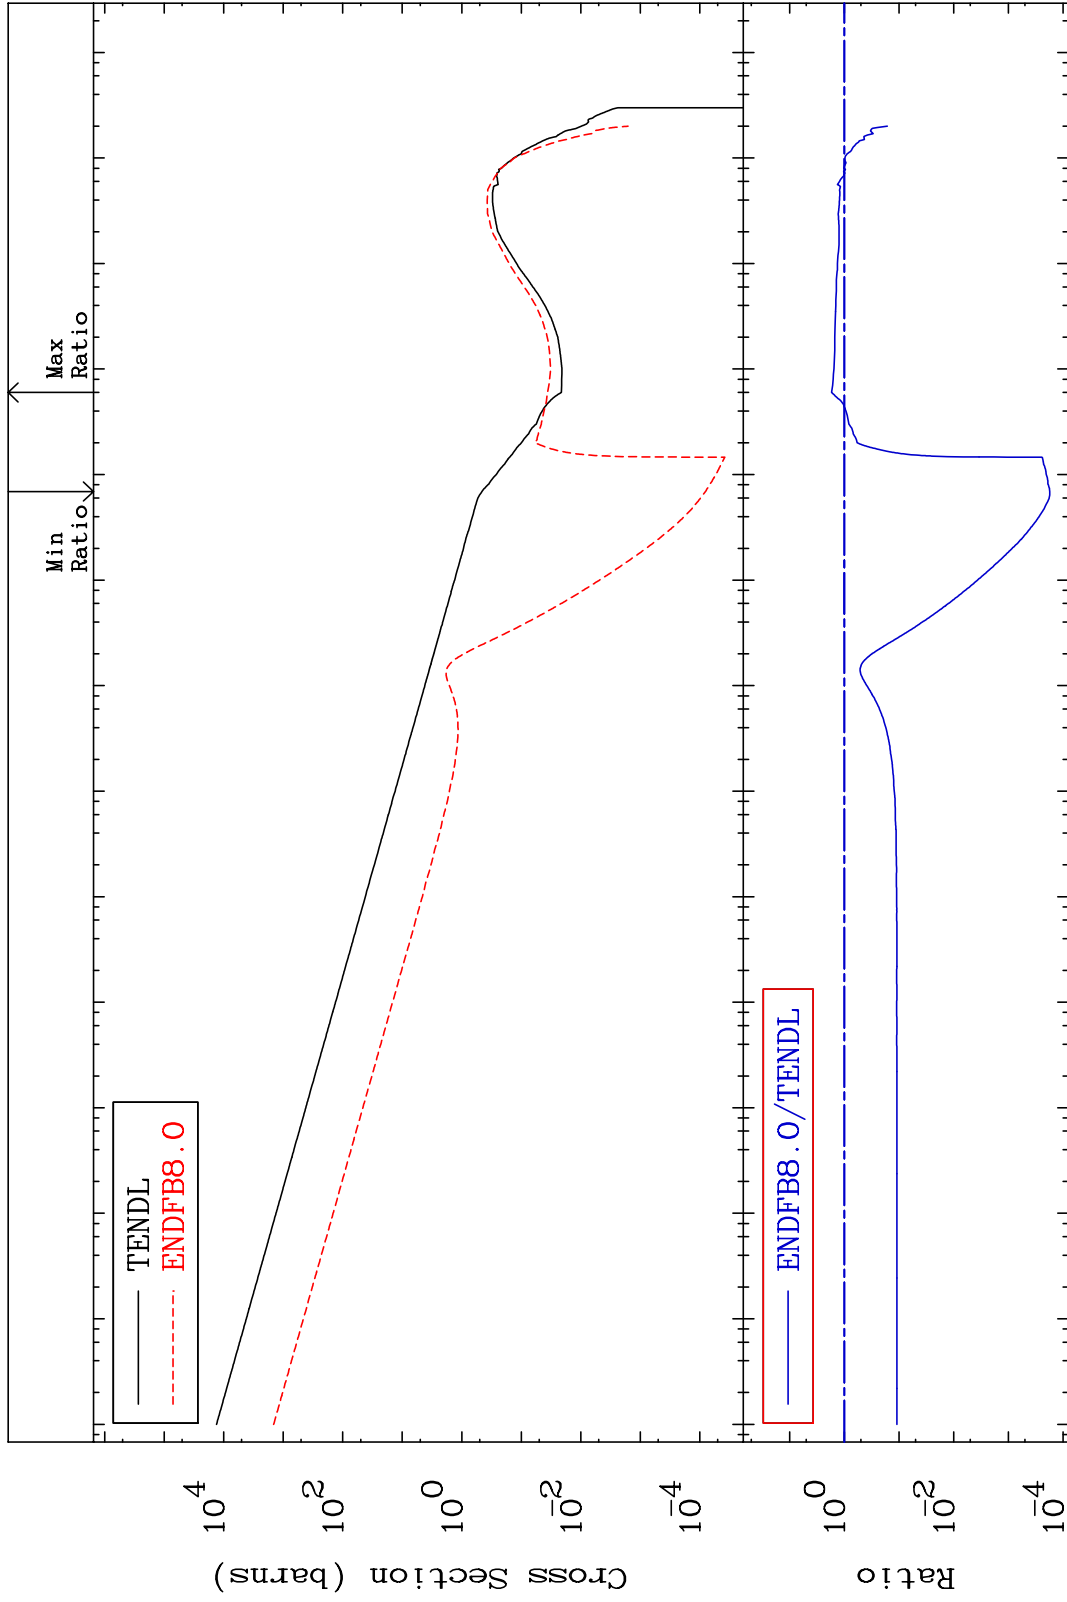 Min
Ratio
Max
Ratio
TENDL
ENDFB8.0
10^4
10^2
10^0
10^-2
10^-4
Cross Section (barns)
ENDFB8.0/TENDL
10^0
10^-2
10^-4
Ratio